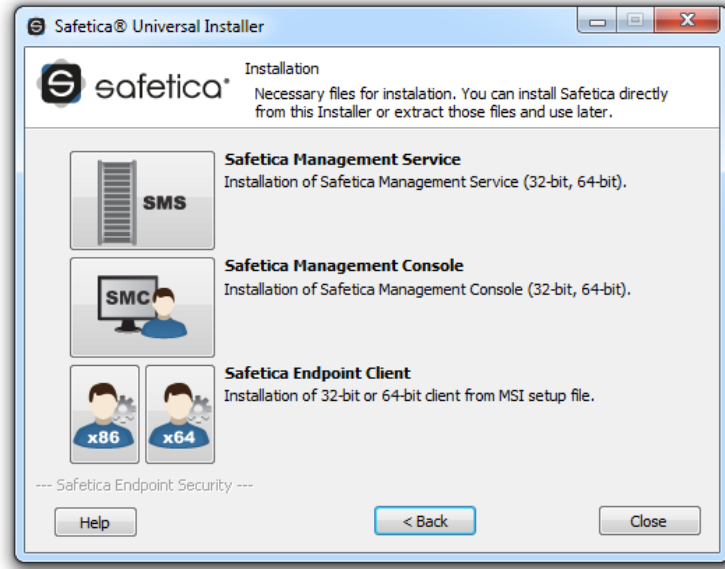 Safetica® Universal Installer
safetica
Installation
Necessary files for instalation. You can install Safetica directly
from this Installer or extract those files and use later.
SMS
Safetica Management Service
Installation of Safetica Management Service (32-bit, 64-bit).
SMC
Safetica Management Console
Installation of Safetica Management Console (32-bit, 64-bit).
x86
x64
Safetica Endpoint Client
Installation of 32-bit or 64-bit client from MSI setup file.
--- Safetica Endpoint Security ---
Help
< Back
Close